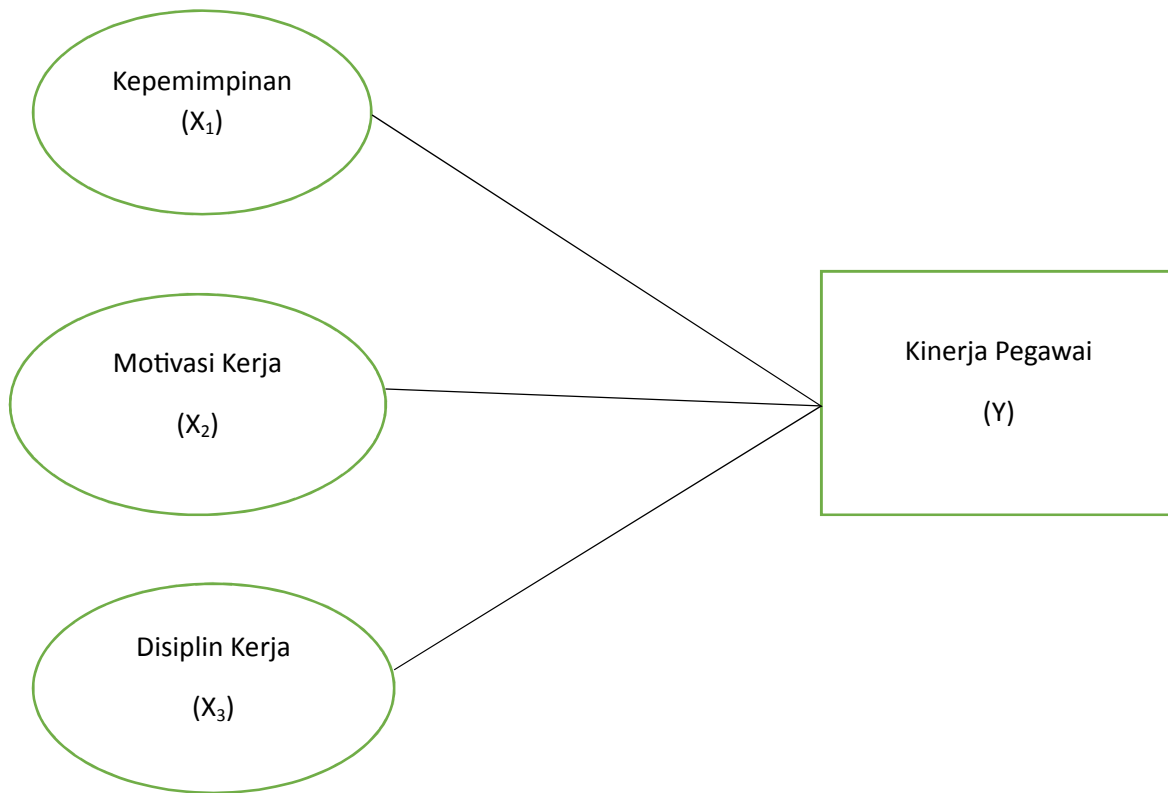 Kepemimpinan
(X₁)
Motivasi Kerja
(X₂)
Disiplin Kerja
(X₃)
Kinerja Pegawai
(Y)